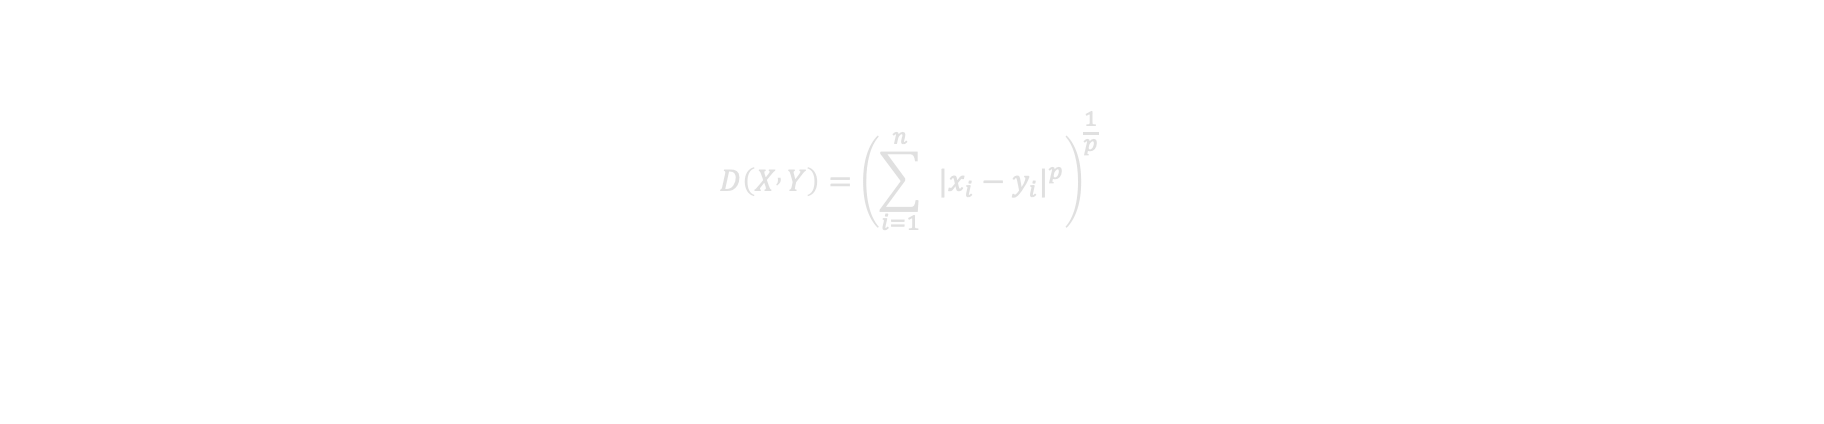 D(X,Y) = (∑_{i=1}^{n} |x_i − y_i|^p)^{1/p}